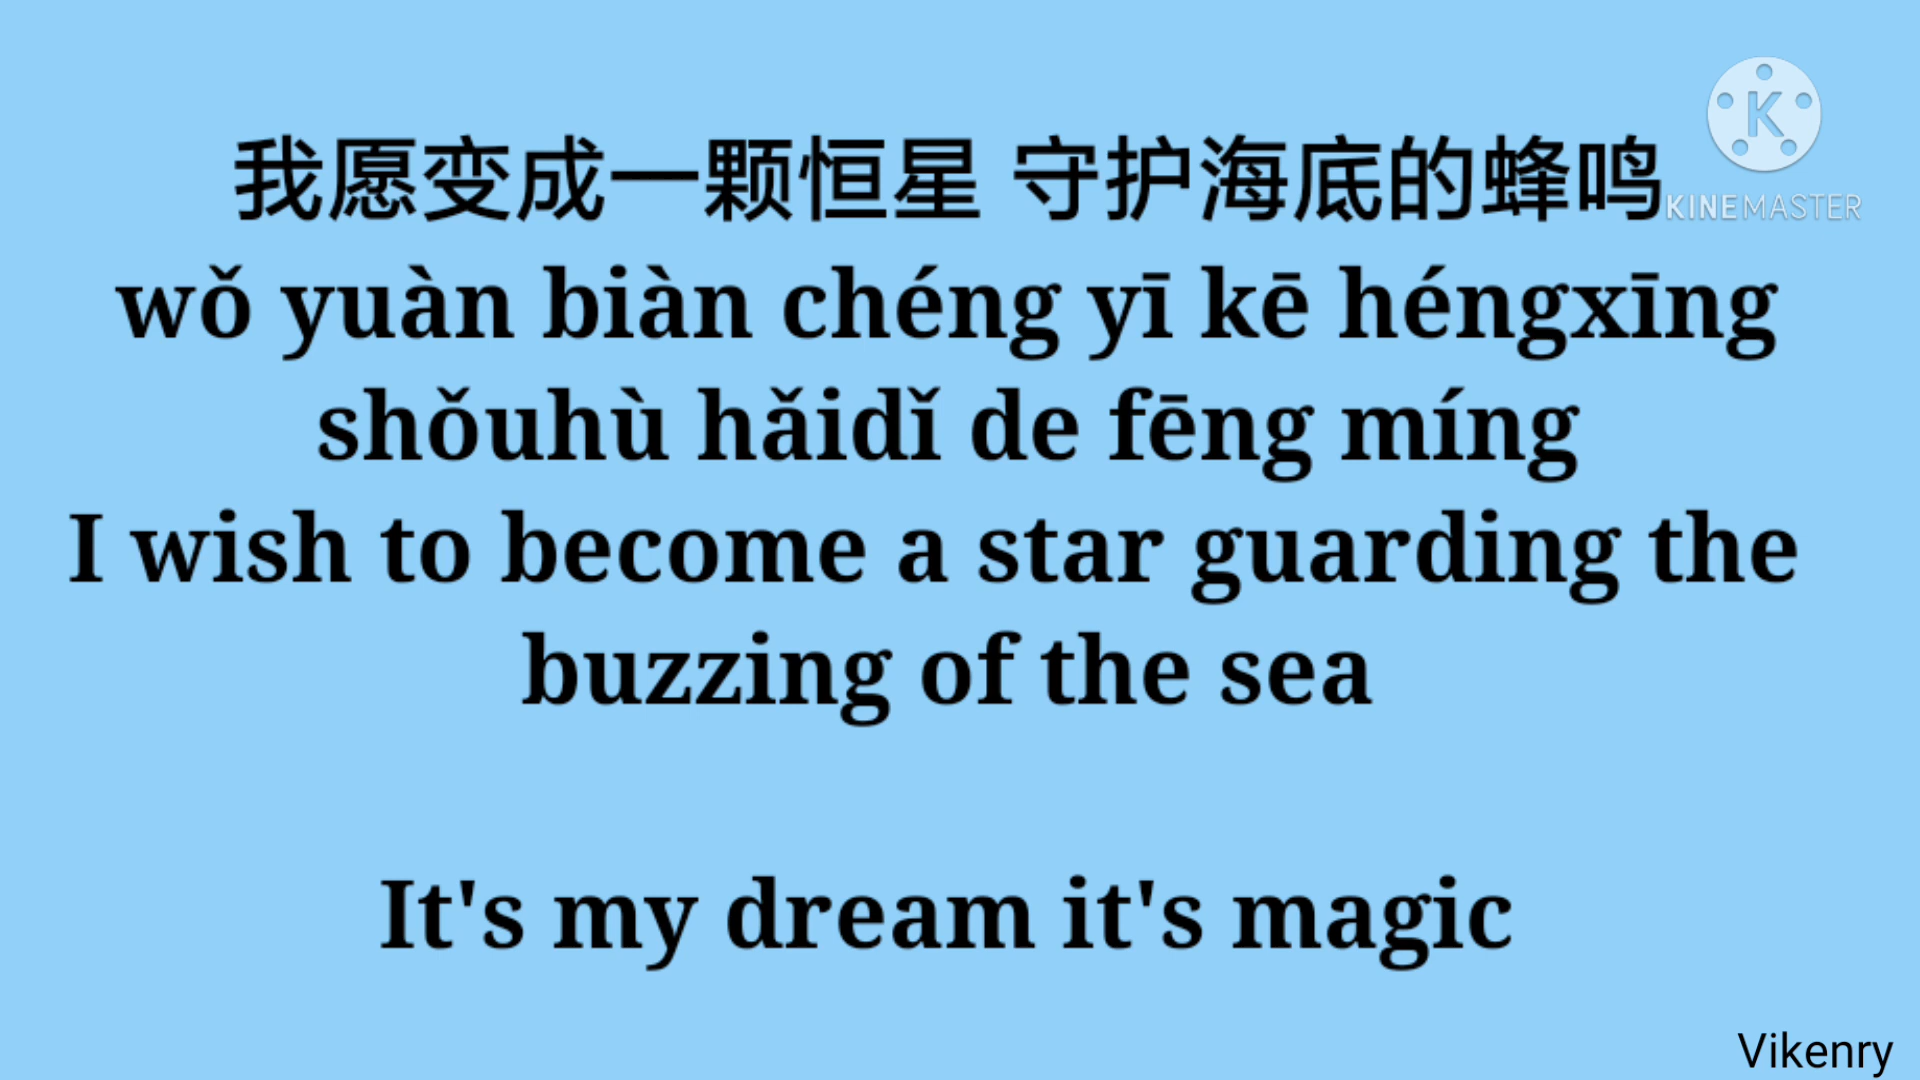 我愿变成一颗恒星 守护海底的蜂鸣
wǒ yuàn biàn chéng yī kē héngxīng
shǒuhù hǎidǐ de fēng míng
I wish to become a star guarding the
buzzing of the sea
It's my dream it's magic
K
KINEMASTER
Vikenry